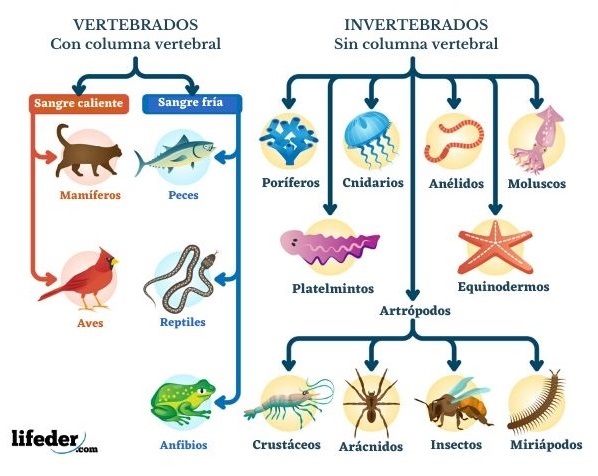 VERTEBRADOS
Con columna vertebral
INVERTEBRADOS
Sin columna vertebral
Sangre caliente
Sangre fría
Mamíferos
Peces
Poríferos
Cnidarios
Anélidos
Moluscos
Platelmintos
Equinodermos
Aves
Reptiles
Artrópodos
Anfibios
Crustáceos
Arácnidos
Insectos
Miriápodos
lifeder.com